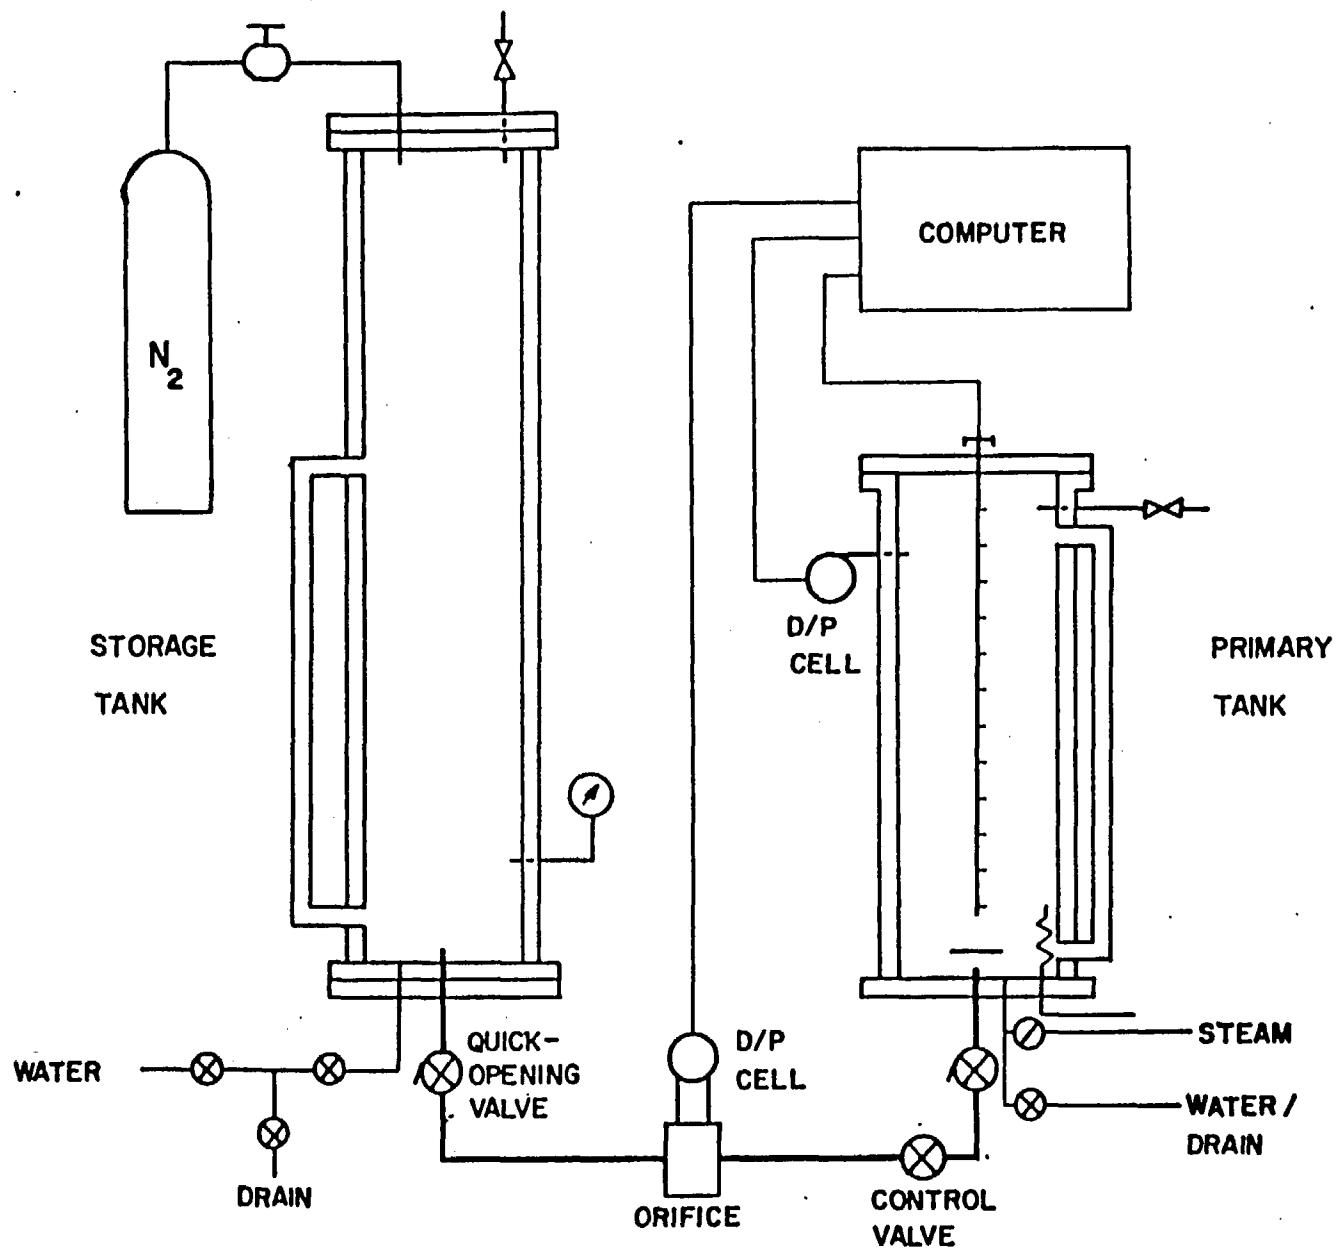 COMPUTER
N2
D/P
CELL
STORAGE
TANK
PRIMARY
TANK
QUICK-
OPENING
VALVE
D/P
CELL
STEAM
WATER
WATER/
DRAIN
DRAIN
ORIFICE
CONTROL
VALVE